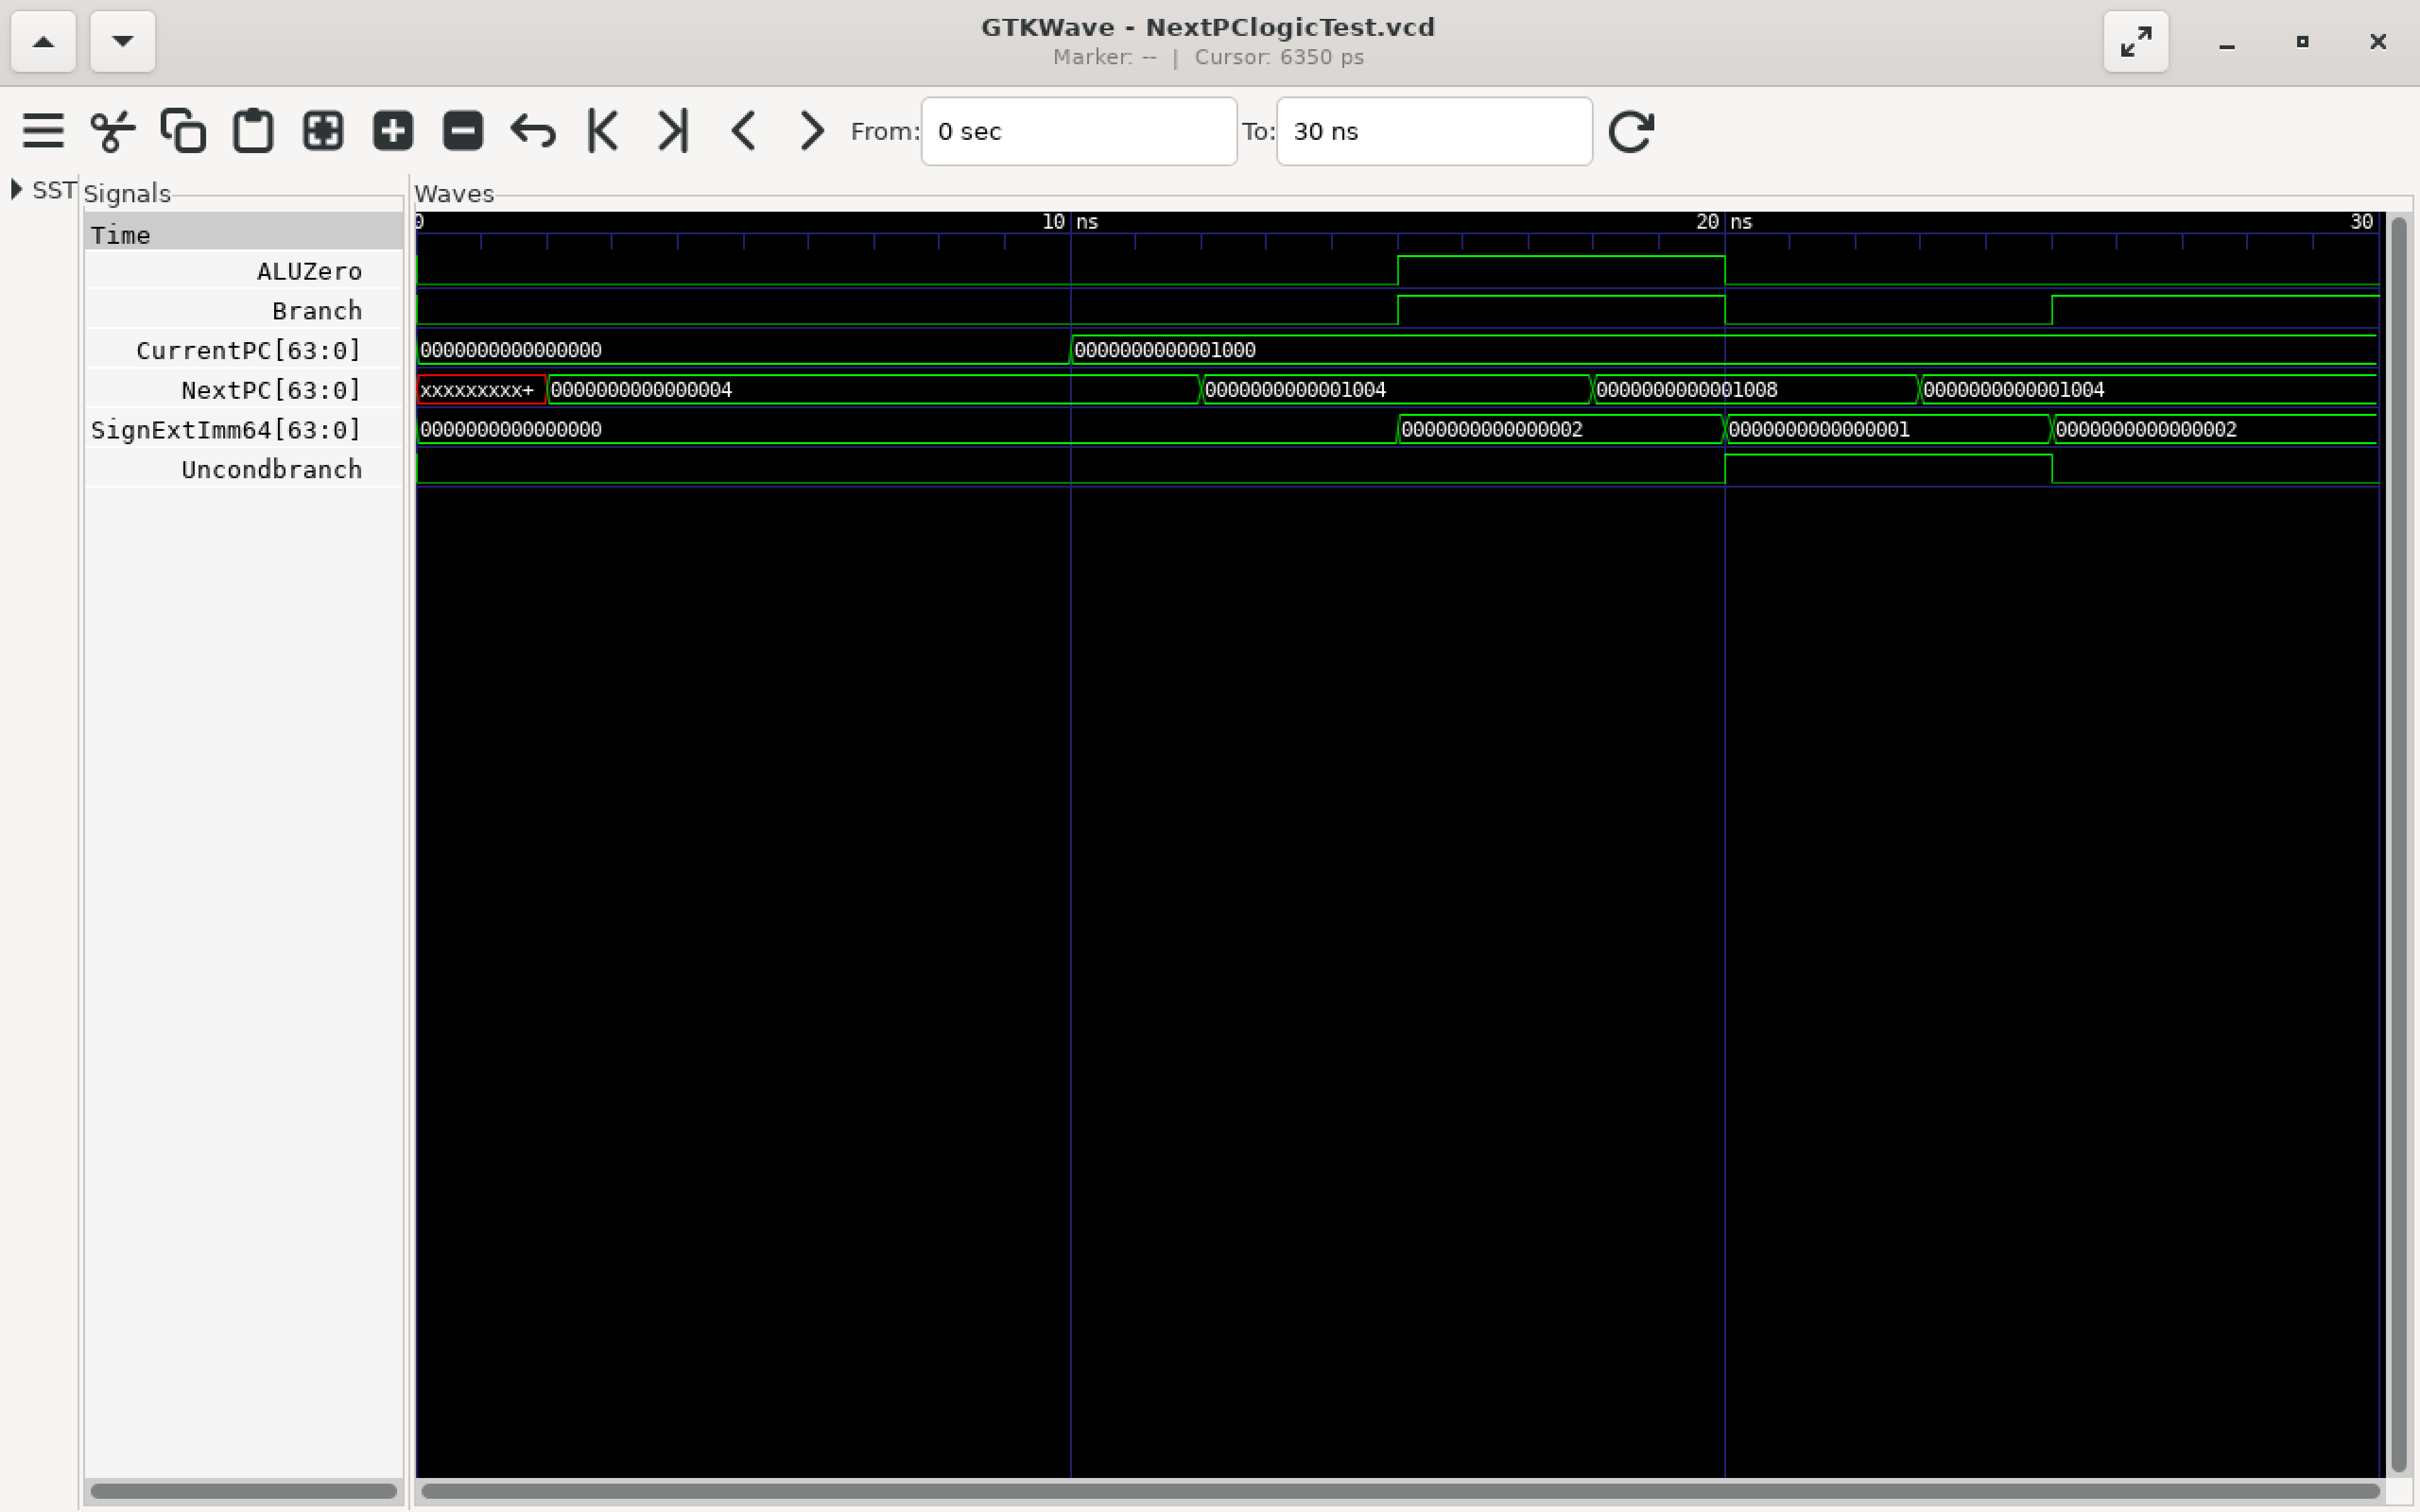 GTKWave - NextPClogicTest.vcd
Marker: -- | Cursor: 6350 ps
From: 0 sec To: 30 ns
SST Signals Waves
Time 0 10 ns 20 ns 30
ALUZero
Branch
CurrentPC[63:0] 0000000000000000 0000000000001000
NextPC[63:0] xxxxxxxxx+ 0000000000000004 0000000000001004 0000000000001008 0000000000001004
SignExtImm64[63:0] 0000000000000000 0000000000000002 0000000000000001 0000000000000002
Uncondbranch